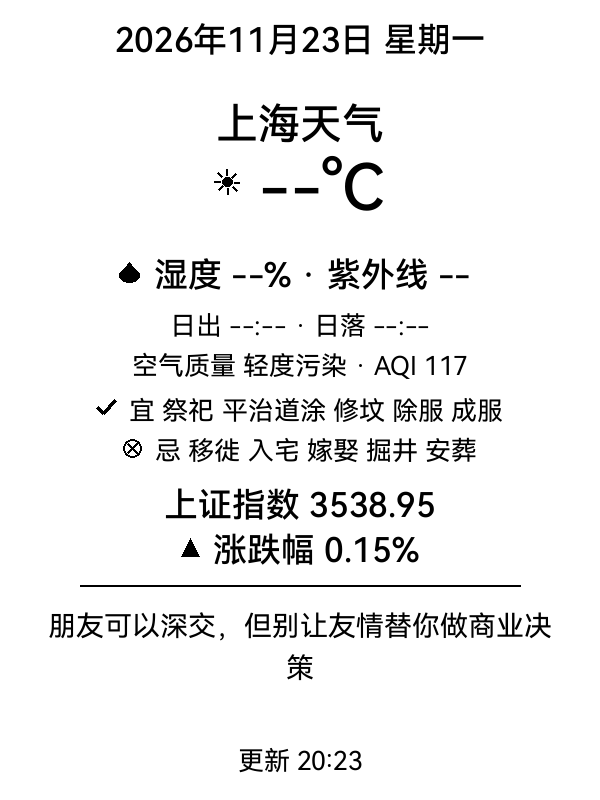 2026年11月23日 星期一
上海天气
--°C
湿度 --% · 紫外线 --
日出 --:-- · 日落 --:--
空气质量 轻度污染 · AQI 117
宜 祭祀 平治道涂 修坟 除服 成服
忌 移徙 入宅 嫁娶 掘井 安葬
上证指数 3538.95
▲ 涨跌幅 0.15%
朋友可以深交，但别让友情替你做商业决
策
更新 20:23